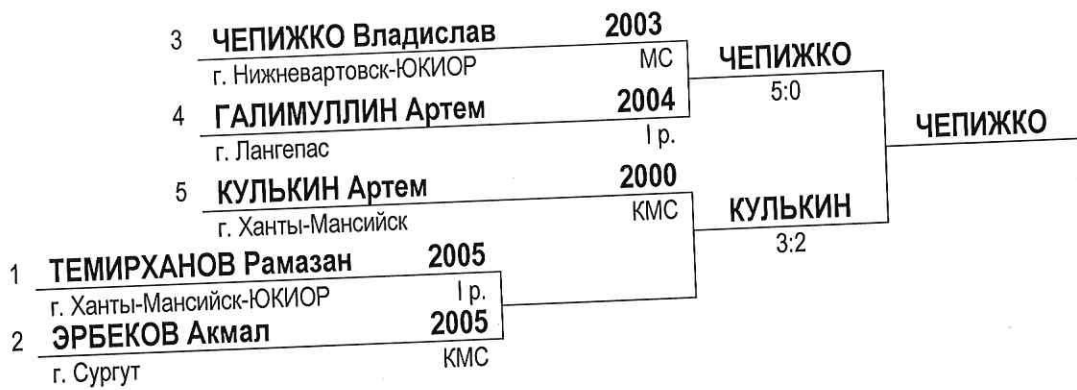 3 ЧЕПИЖКО Владислав 2003
г. Нижневартовск-ЮКИОР МС
ЧЕПИЖКО
5:0
4 ГАЛИМУЛЛИН Артем 2004
г. Лангепас I р.
ЧЕПИЖКО
5 КУЛЬКИН Артем 2000
г. Ханты-Мансийск КМС
КУЛЬКИН
3:2
1 ТЕМИРХАНОВ Рамазан 2005
г. Ханты-Мансийск-ЮКИОР I р.
2 ЭРБЕКОВ Акмал 2005
г. Сургут КМС